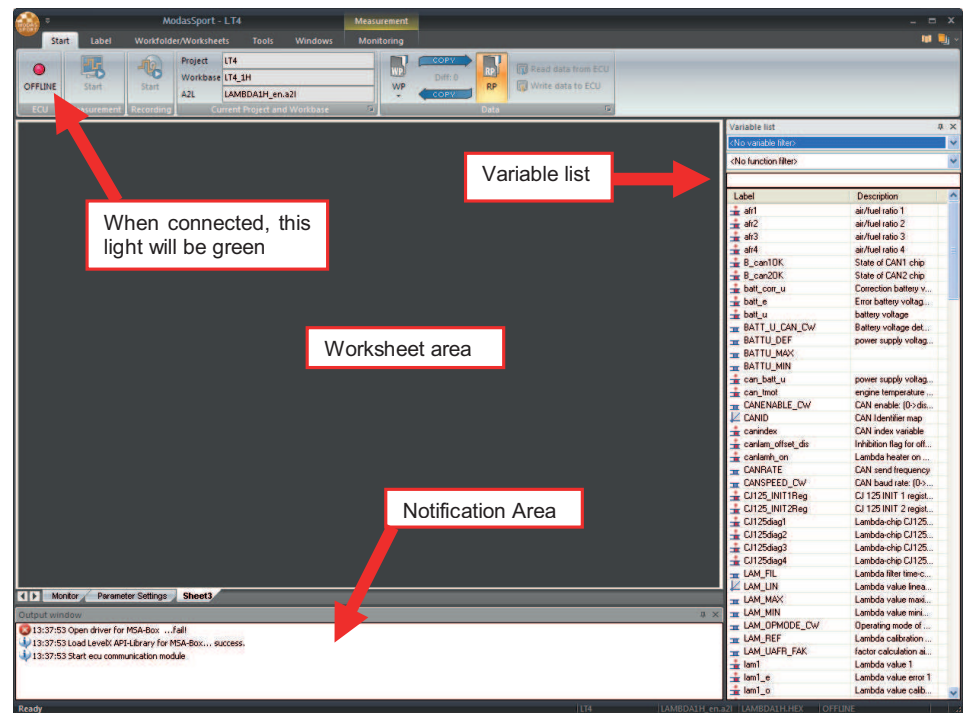 ModasSport - LT4
Measurement
Start Label Workfolder/Worksheets Tools Windows Monitoring
OFFLINE
Start
Start
Project LT4
Workbase LT4_1H
A2L LAMBDA1H_en.a2l
WP
WP
COPY
Diff: 0
COPY
RP
RP
Read data from ECU
Write data to ECU
ECU Measurement Recording Current Project and Workbase Data
Variable list
<No variable filter>
<No function filter>
Variable list
When connected, this
light will be green
Worksheet area
Notification Area
Label Description
afr1 air/fuel ratio 1
afr2 air/fuel ratio 2
afr3 air/fuel ratio 3
afr4 air/fuel ratio 4
B_can1OK State of CAN1 chip
B_can2OK State of CAN2 chip
batt_corr_u Correction battery v...
batt_e Error battery voltag...
batt_u battery voltage
BATT_U_CAN_CW Battery voltage det...
BATTU_DEF power supply voltag...
BATTU_MAX
BATTU_MIN
can_batt_u power supply voltag...
can_tmot engine temperature ...
CANENABLE_CW CAN enable: (0->dis...
CANID CAN Identifier map
canindex CAN index variable
canlam_offset_dis Inhibition flag for off...
canlamh_on Lambda heater on ...
CANRATE CAN send frequency
CANSPEED_CW CAN baud rate: (0->...
CJ125_INIT1Reg CJ 125 INIT 1 regist...
CJ125_INIT2Reg CJ 125 INIT 2 regist...
CJ125diag1 Lambda-chip CJ125...
CJ125diag2 Lambda-chip CJ125...
CJ125diag3 Lambda-chip CJ125...
CJ125diag4 Lambda-chip CJ125...
LAM_FIL Lambda filter time-c...
LAM_LIN Lambda value linea...
LAM_MAX Lambda value maxi...
LAM_MIN Lambda value mini...
LAM_OPMODE_CW Operating mode of ...
LAM_REF Lambda calibration ...
LAM_UAFR_FAK factor calculation ai...
lam1 Lambda value 1
lam1_e Lambda value error 1
lam1_o Lambda value calib...
Monitor Parameter Settings Sheet3
Output window
13:37:53 Open driver for MSA-Box ...fail!
13:37:53 Load LevelX API-Library for MSA-Box... success.
13:37:53 Start ecu communication module
Ready LT4 LAMBDA1H_en.a2l LAMBDA1H.HEX OFFLINE